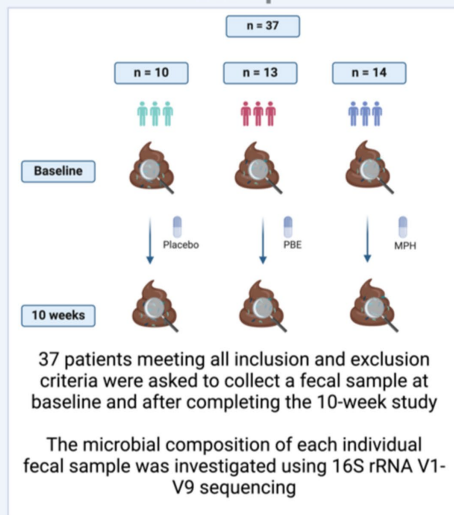 n = 37
n = 10
n = 13
n = 14
Baseline
Placebo
PBE
MPH
10 weeks
37 patients meeting all inclusion and exclusion
criteria were asked to collect a fecal sample at
baseline and after completing the 10-week study
The microbial composition of each individual
fecal sample was investigated using 16S rRNA V1-
V9 sequencing